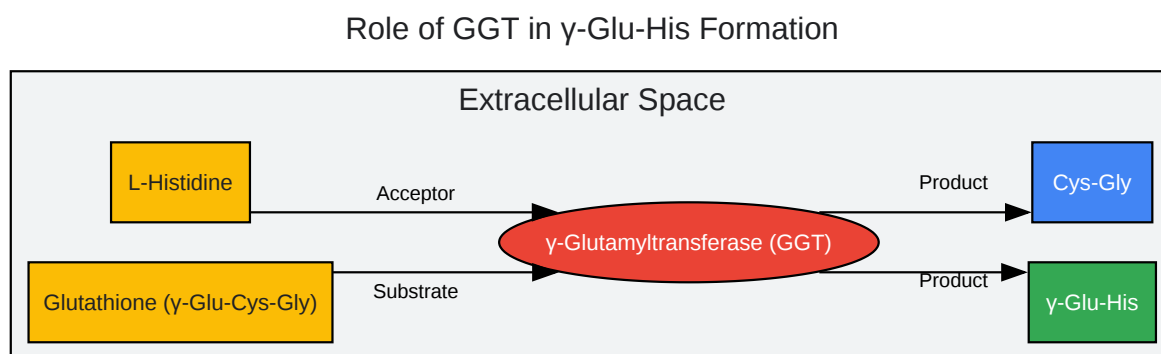 Role of GGT in γ-Glu-His Formation
Extracellular Space
L-Histidine
Acceptor
Product
Cys-Gly
γ-Glutamyltransferase (GGT)
Glutathione (γ-Glu-Cys-Gly)
Substrate
Product
γ-Glu-His